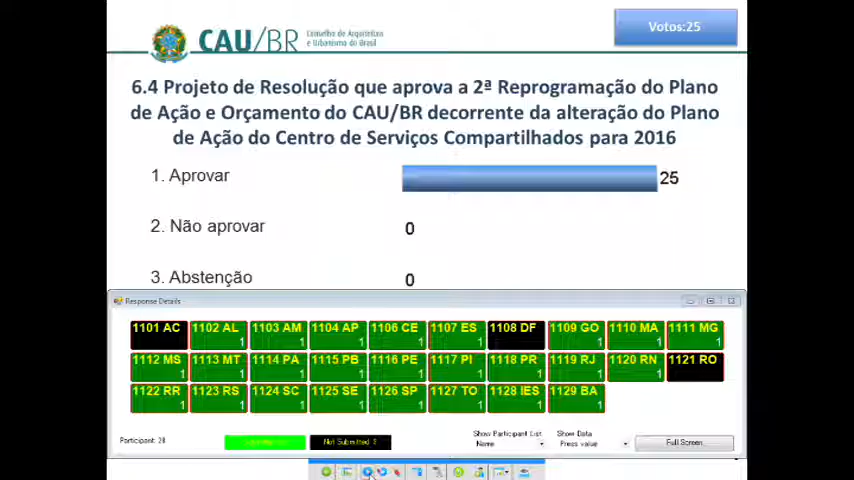 CAU/BR
Conselho de Arquitetura
e Urbanismo do Brasil
Votos:25
6.4 Projeto de Resolução que aprova a 2ª Reprogramação do Plano
de Ação e Orçamento do CAU/BR decorrente da alteração do Plano
de Ação do Centro de Serviços Compartilhados para 2016
1. Aprovar 25
2. Não aprovar 0
3. Abstenção 0
Response Details
1101 AC 1102 AL 1 1103 AM 1 1104 AP 1 1106 CE 1 1107 ES 1 1108 DF 1109 GO 1 1110 MA 1 1111 MG 1
1112 MS 1 1113 MT 1 1114 PA 1 1115 PB 1 1116 PE 1 1117 PI 1 1118 PR 1 1119 RJ 1 1120 RN 1 1121 RO
1122 RR 1 1123 RS 1 1124 SC 1 1125 SE 1 1126 SP 1 1127 TO 1 1128 IES 1 1129 BA 1
Participant: 28
Not Submitted: 3
Show Participant List
Name
Show Data
Press value
Full Screen